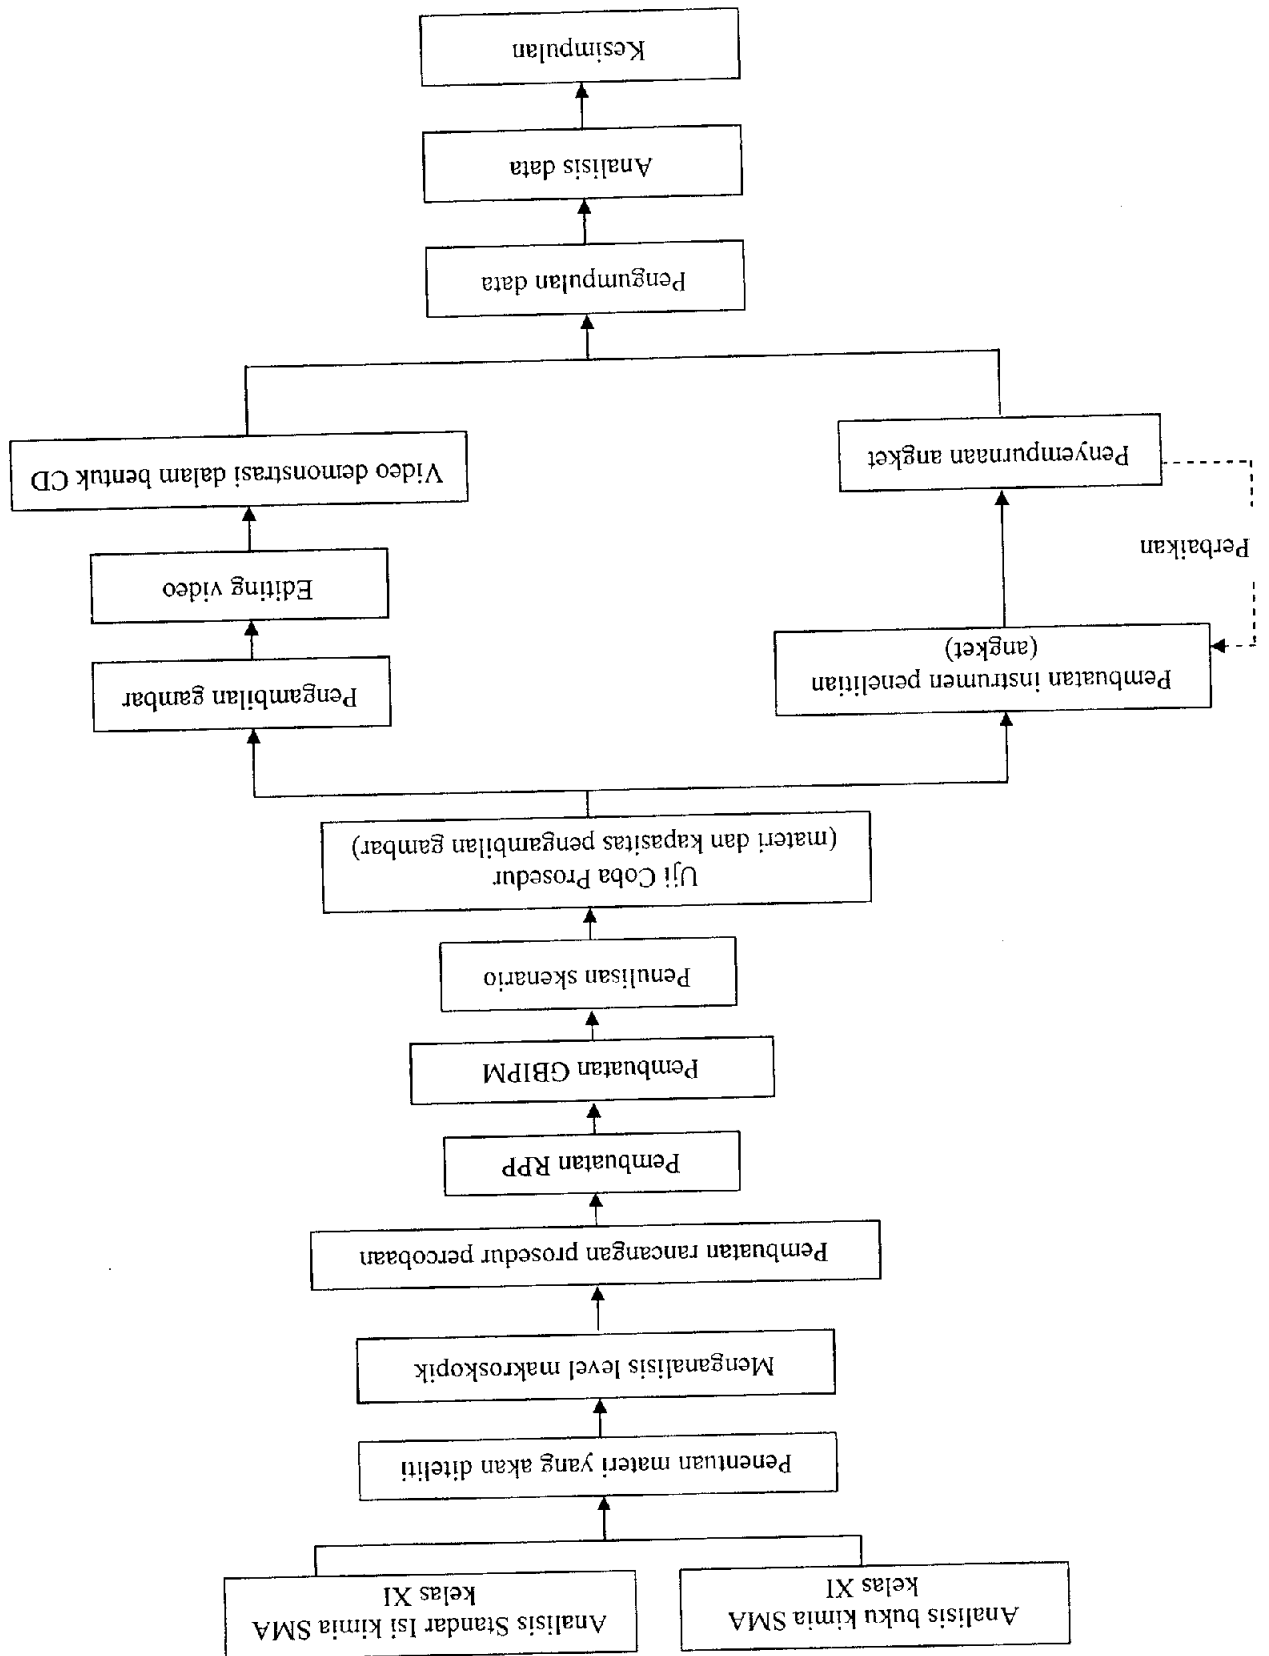 Analisis buku kimia SMA
kelas XI
Analisis Standar Isi kimia SMA
kelas XI
Penentuan materi yang akan diteliti
Menganalisis level makroskopik
Pembuatan rancangan prosedur percobaan
Pembuatan RPP
Pembuatan GBIPM
Penulisan skenario
Uji Coba Prosedur
(materi dan kapasitas pengambilan gambar)
Pembuatan instrumen penelitian
(angket)
Perbaikan
Penyempurnaan angket
Pengambilan gambar
Editing video
Video demonstrasi dalam bentuk CD
Pengumpulan data
Analisis data
Kesimpulan